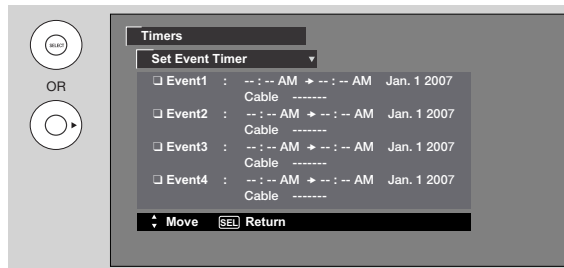 SELECT
OR
Timers
Set Event Timer ▼
❏ Event1 : -- : -- AM ➔ -- : -- AM Jan. 1 2007
Cable -------
❏ Event2 : -- : -- AM ➔ -- : -- AM Jan. 1 2007
Cable -------
❏ Event3 : -- : -- AM ➔ -- : -- AM Jan. 1 2007
Cable -------
❏ Event4 : -- : -- AM ➔ -- : -- AM Jan. 1 2007
Cable -------
Move SEL Return